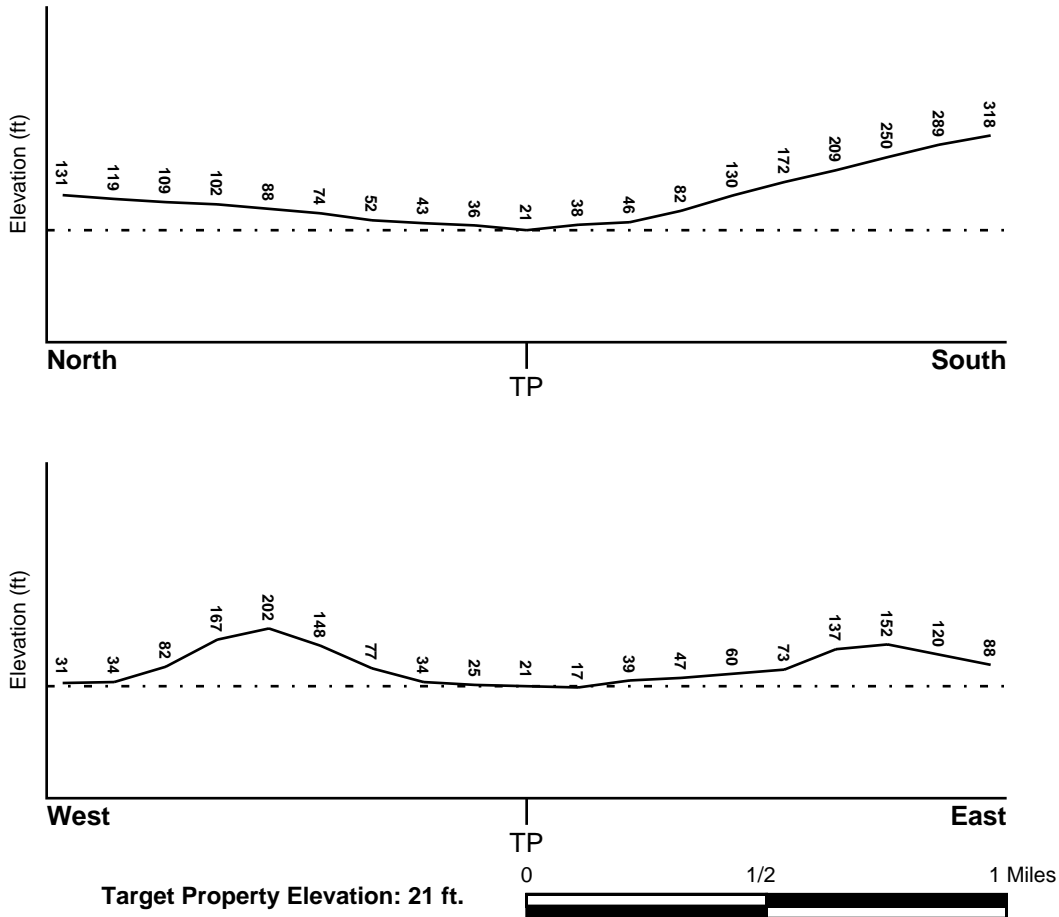 Elevation (ft)
131 119 109 102 88 74 52 43 36 21 38 46 82 130 172 209 250 289 318
North South
TP
Elevation (ft)
31 34 82 167 202 148 77 34 25 21 17 39 47 60 73 137 152 120 88
West East
TP
0 1/2 1 Miles
Target Property Elevation: 21 ft.